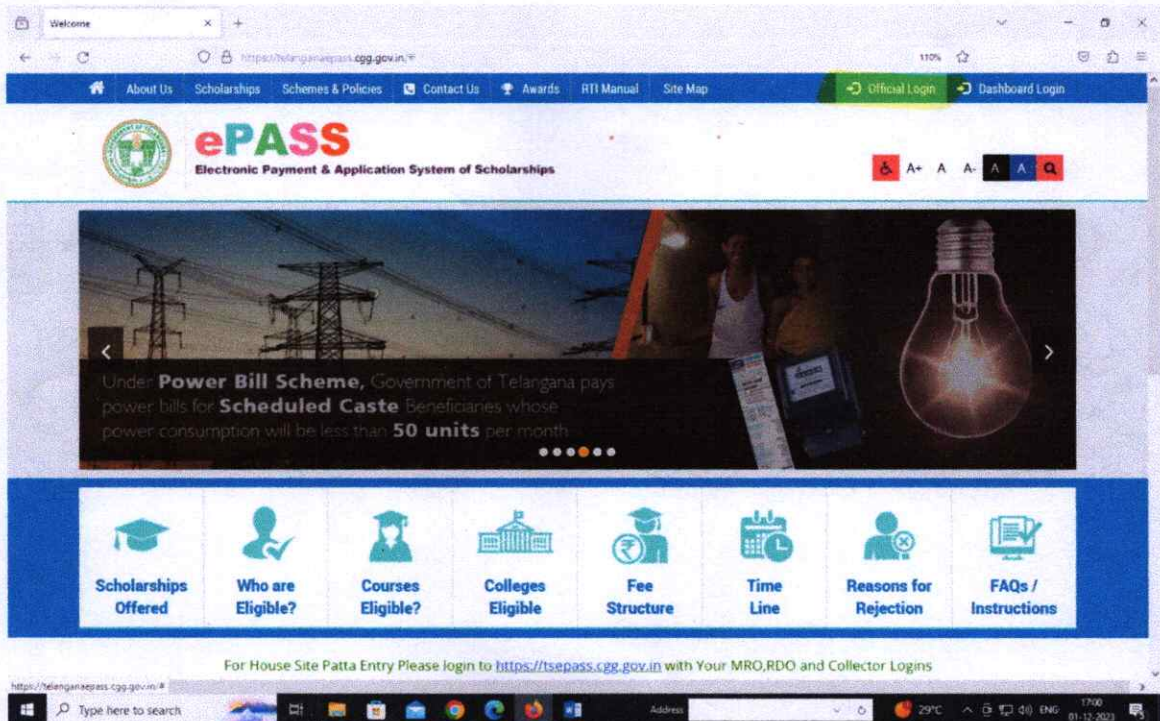 Welcome
https://telanganaepass.cgg.gov.in/#
110%
About Us Scholarships Schemes & Policies Contact Us Awards RTI Manual Site Map Official Login Dashboard Login
ePASS
Electronic Payment & Application System of Scholarships
A+ A A- A A
Under Power Bill Scheme, Government of Telangana pays
power bills for Scheduled Caste Beneficiaries whose
power consumption will be less than 50 units per month
Scholarships
Offered
Who are
Eligible?
Courses
Eligible?
Colleges
Eligible
Fee
Structure
Time
Line
Reasons for
Rejection
FAQs /
Instructions
For House Site Patta Entry Please login to https://tsepass.cgg.gov.in with Your MRO,RDO and Collector Logins
https://telanganaepass.cgg.gov.in/#
Type here to search
Address
29°C
ENG
17:00
01-12-2023